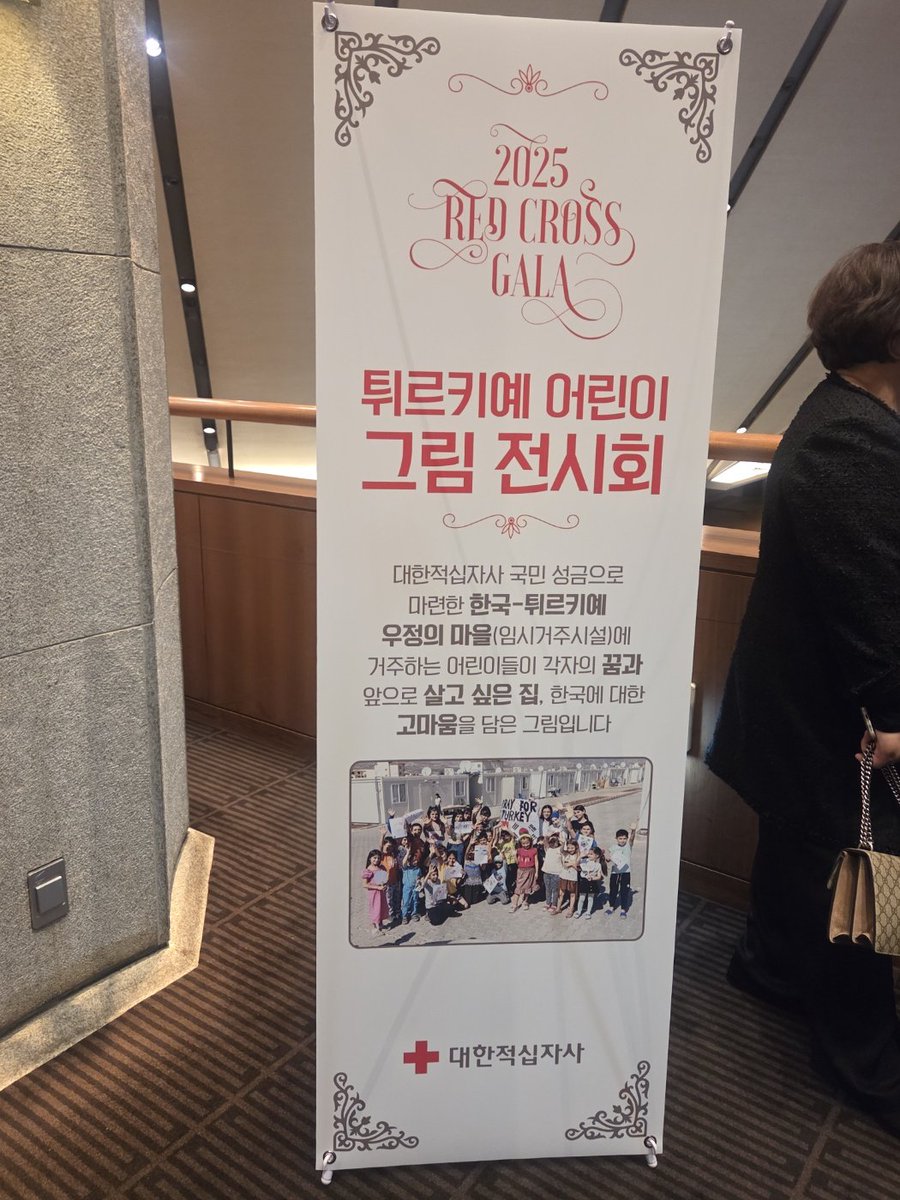 2025
RED CROSS
GALA
튀르키예 어린이
그림 전시회
대한적십자사 국민 성금으로
마련한 한국-튀르키예
우정의 마을(임시거주시설)에
거주하는 어린이들이 각자의 꿈과
앞으로 살고 싶은 집, 한국에 대한
고마움을 담은 그림입니다
PRAY FOR
TURKEY
대한적십자사